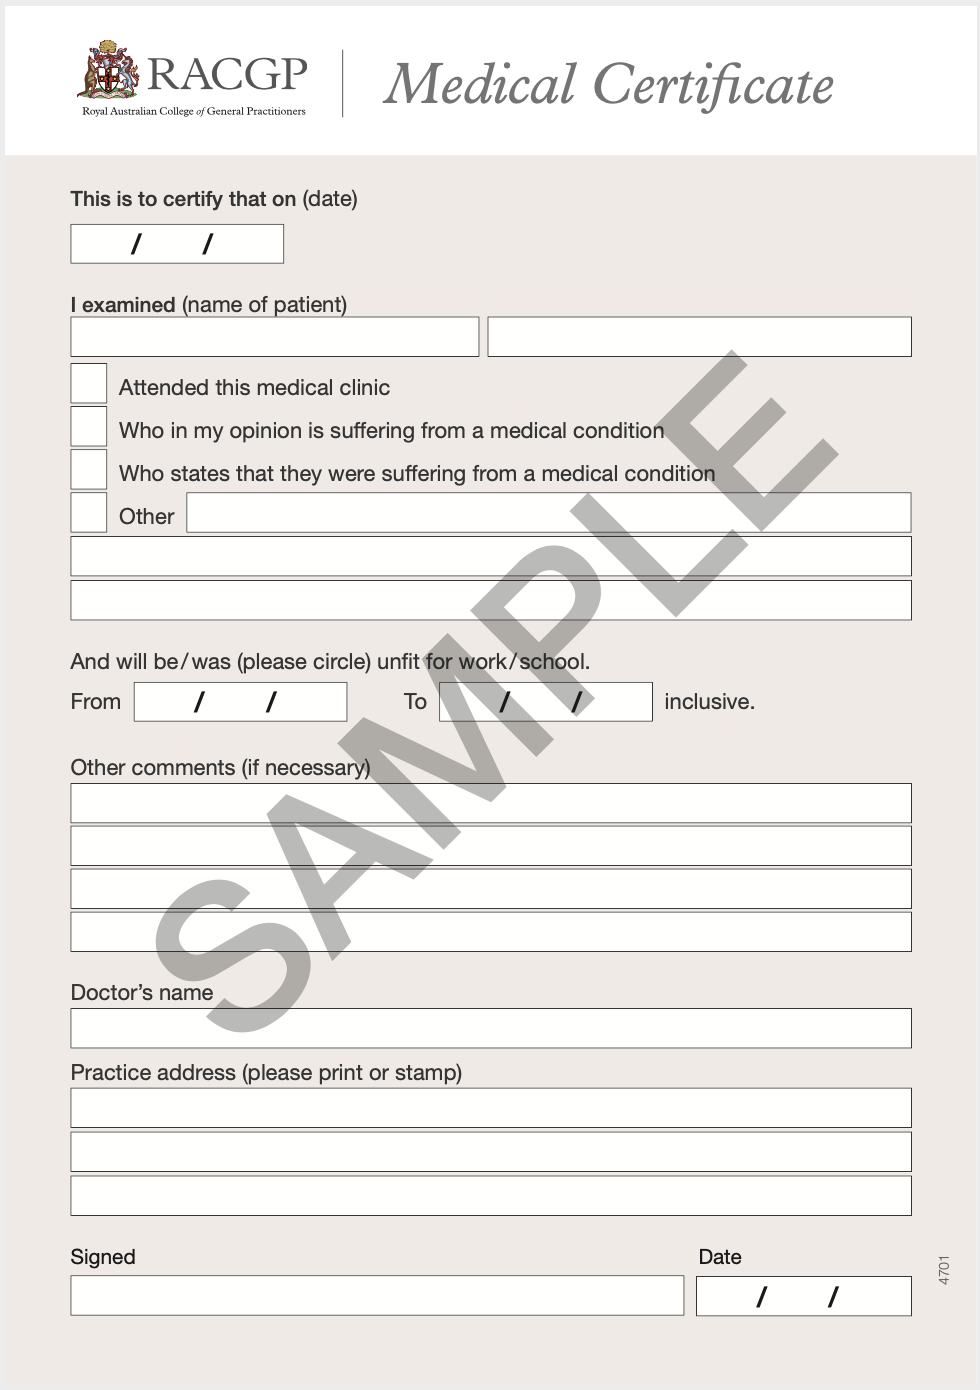 RACGP
Royal Australian College of General Practitioners
Medical Certificate
This is to certify that on (date)
/ /
I examined (name of patient)
Attended this medical clinic
Who in my opinion is suffering from a medical condition
Who states that they were suffering from a medical condition
Other
And will be/was (please circle) unfit for work/school.
From / / To / / inclusive.
Other comments (if necessary)
SAMPLE
Doctor's name
Practice address (please print or stamp)
Signed Date
/ /
4701